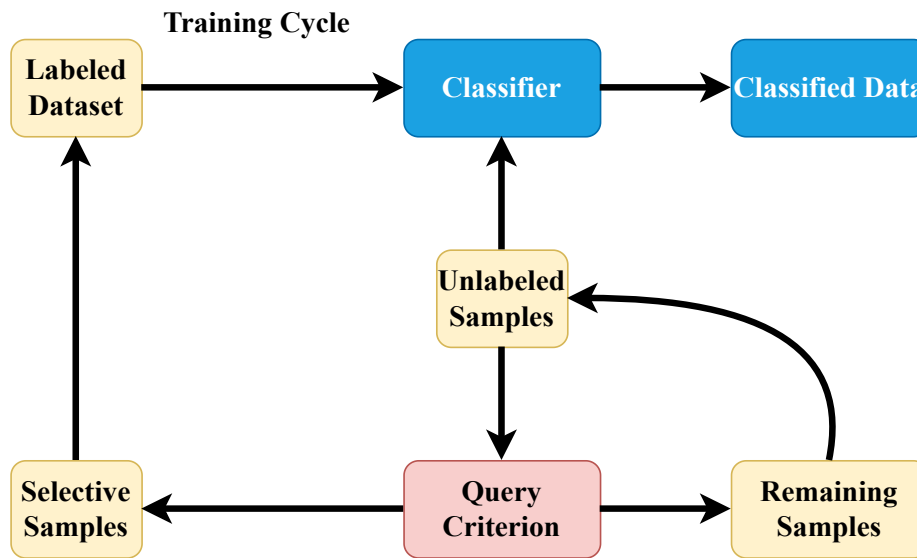 Training Cycle
Labeled
Dataset
Classifier
Classified Data
Unlabeled
Samples
Selective
Samples
Query
Criterion
Remaining
Samples